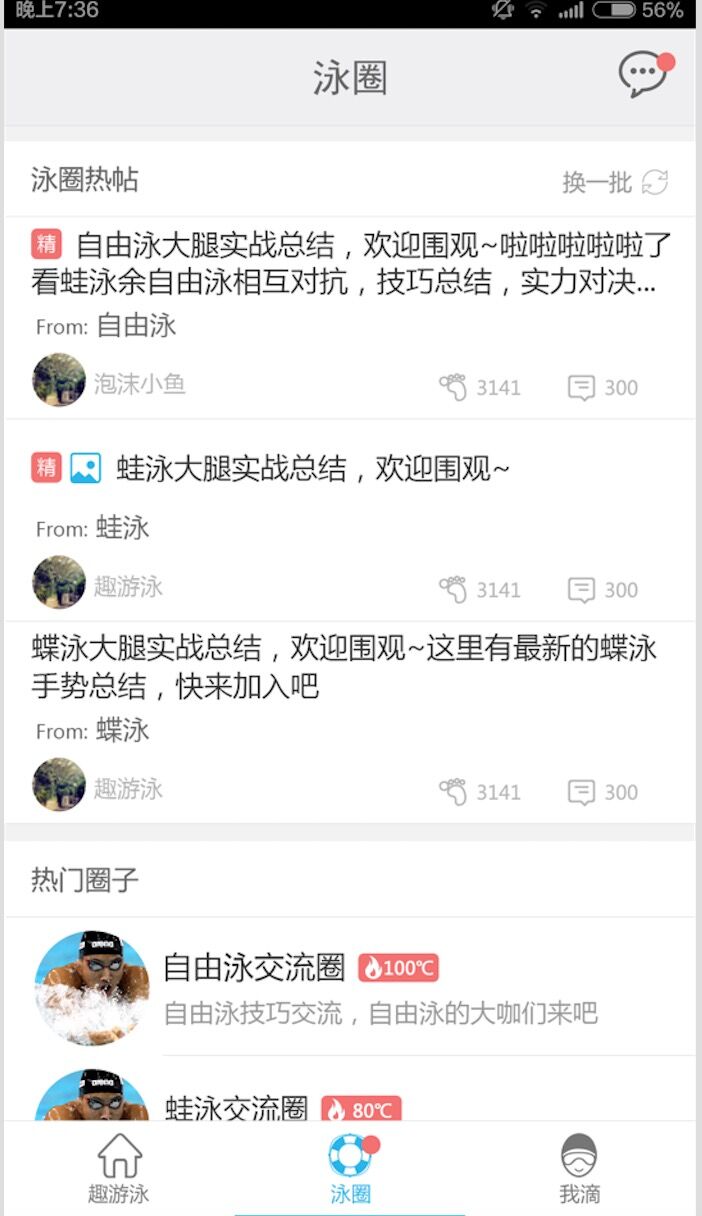 晚上7:36
56%
泳圈
泳圈热帖
换一批
精 自由泳大腿实战总结，欢迎围观~啦啦啦啦啦了
看蛙泳余自由泳相互对抗，技巧总结，实力对决...
From: 自由泳
泡沫小鱼
3141
300
精 蛙泳大腿实战总结，欢迎围观~
From: 蛙泳
趣游泳
3141
300
蝶泳大腿实战总结，欢迎围观~这里有最新的蝶泳
手势总结，快来加入吧
From: 蝶泳
趣游泳
3141
300
热门圈子
自由泳交流圈
100℃
自由泳技巧交流，自由泳的大咖们来吧
蛙泳交流圈
80℃
趣游泳
泳圈
我滴